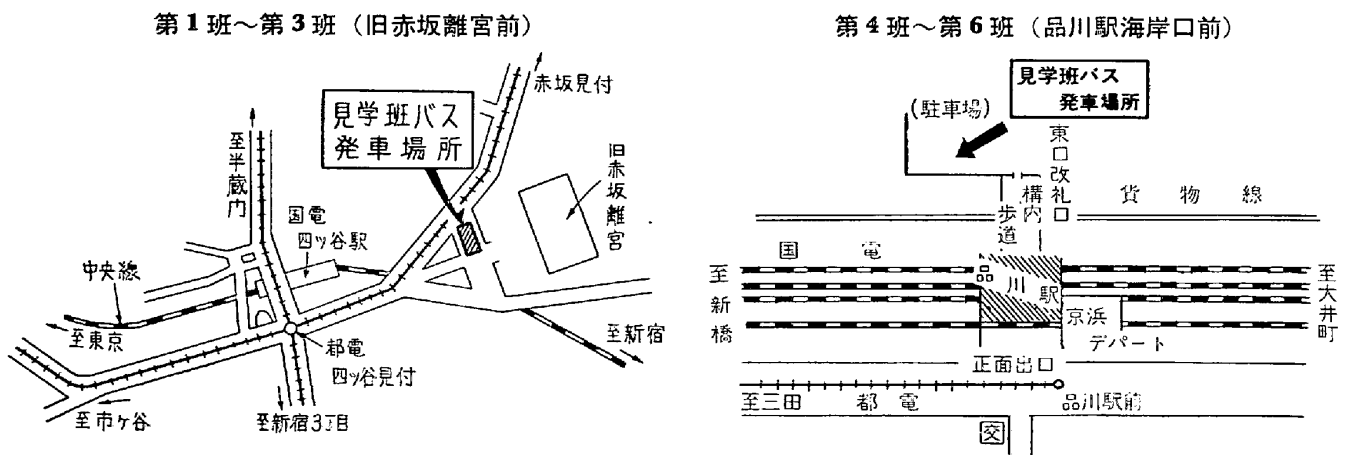 第1班～第3班（旧赤坂離宮前）
赤坂見付
見学班バス
発車場所
至半蔵門
旧赤坂離宮
国電
四ッ谷駅
中央線
至東京
至新宿
都電
四ッ谷見付
至市ヶ谷
至新宿3丁目
第4班～第6班（品川駅海岸口前）
見学班バス
発車場所
（駐車場）
東口改札口
構内
歩道
貨物線
国電
品川駅
至新橋
至大井町
京浜
デパート
正面出口
至三田 都電 品川駅前
交